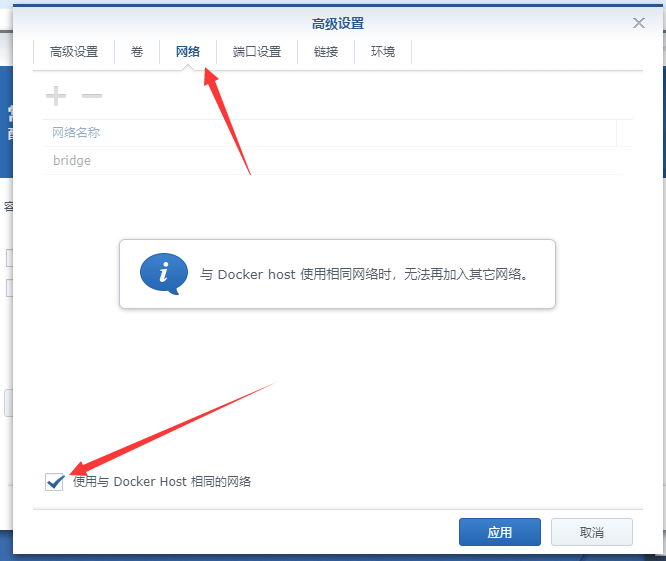 高级设置
高级设置 卷 网络 端口设置 链接 环境
网络名称
bridge
与 Docker host 使用相同网络时，无法再加入其它网络。
使用与 Docker Host 相同的网络
应用 取消